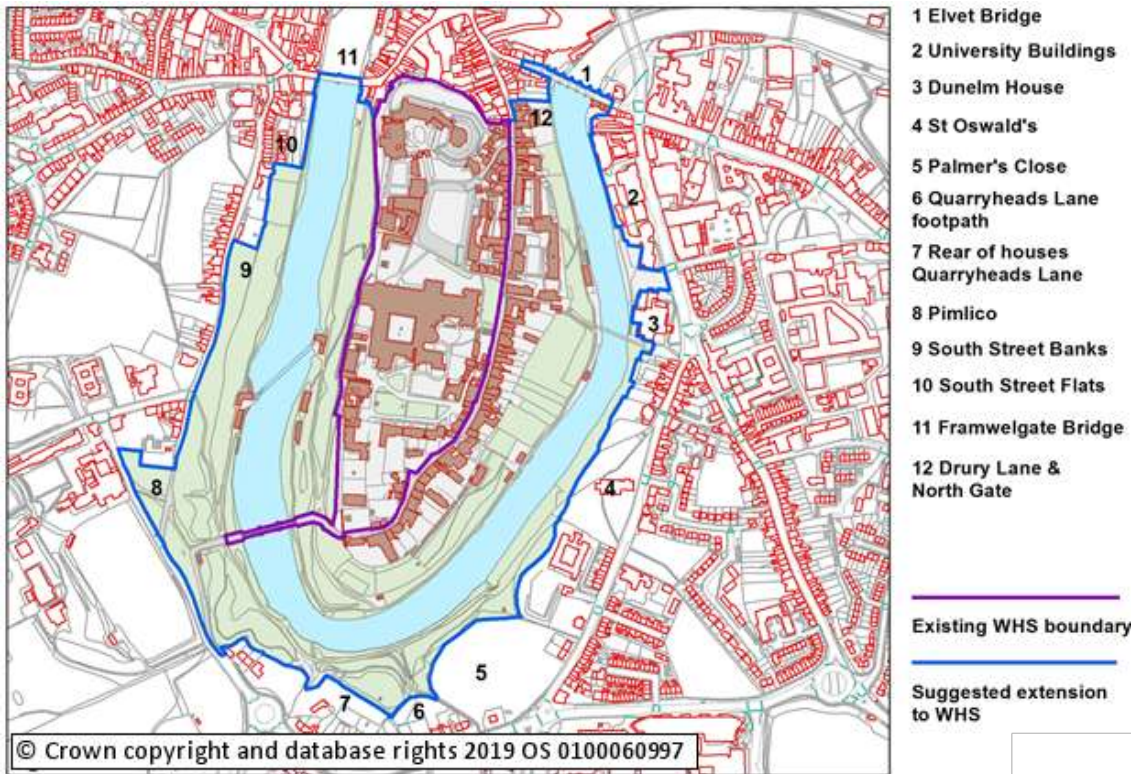 11
1
12
10
2
9
3
8
4
5
7
6
© Crown copyright and database rights 2019 OS 0100060997
1 Elvet Bridge
2 University Buildings
3 Dunelm House
4 St Oswald's
5 Palmer's Close
6 Quarryheads Lane
footpath
7 Rear of houses
Quarryheads Lane
8 Pimlico
9 South Street Banks
10 South Street Flats
11 Framwelgate Bridge
12 Drury Lane &
North Gate
Existing WHS boundary
Suggested extension
to WHS